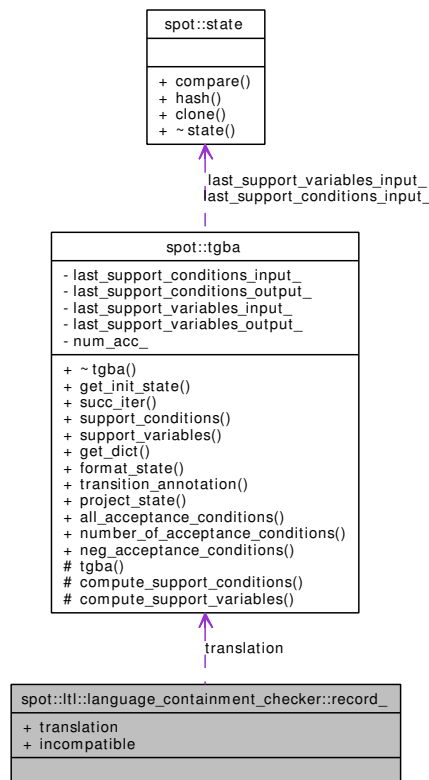 spot::state
+ compare()
+ hash()
+ clone()
+ ~state()
last_support_variables_input_
last_support_conditions_input_
spot::tgba
- last_support_conditions_input_
- last_support_conditions_output_
- last_support_variables_input_
- last_support_variables_output_
- num_acc_
+ ~tgba()
+ get_init_state()
+ succ_iter()
+ support_conditions()
+ support_variables()
+ get_dict()
+ format_state()
+ transition_annotation()
+ project_state()
+ all_acceptance_conditions()
+ number_of_acceptance_conditions()
+ neg_acceptance_conditions()
# tgba()
# compute_support_conditions()
# compute_support_variables()
translation
spot::ltl::language_containment_checker::record_
+ translation
+ incompatible